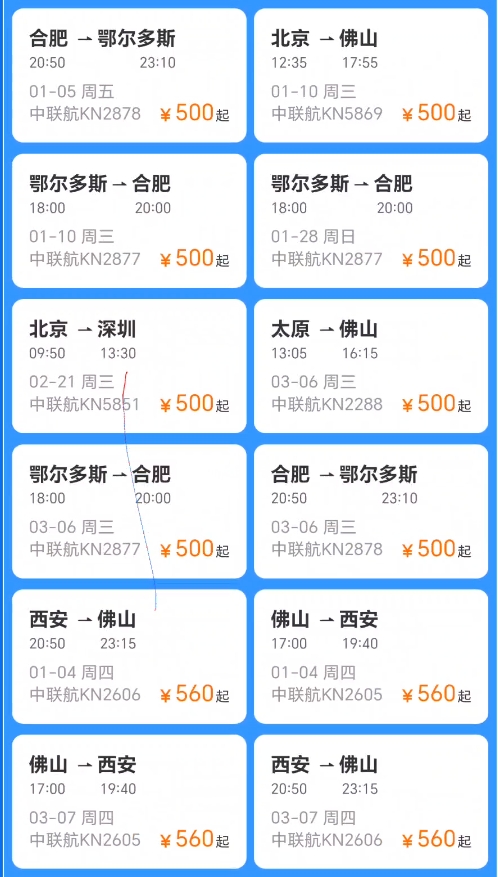 合肥 → 鄂尔多斯
20:50 23:10
01-05 周五
中联航KN2878 ¥500起
北京 → 佛山
12:35 17:55
01-10 周三
中联航KN5869 ¥500起
鄂尔多斯 → 合肥
18:00 20:00
01-10 周三
中联航KN2877 ¥500起
鄂尔多斯 → 合肥
18:00 20:00
01-28 周日
中联航KN2877 ¥500起
北京 → 深圳
09:50 13:30
02-21 周三
中联航KN5851 ¥500起
太原 → 佛山
13:05 16:15
03-06 周三
中联航KN2288 ¥500起
鄂尔多斯 → 合肥
18:00 20:00
03-06 周三
中联航KN2877 ¥500起
合肥 → 鄂尔多斯
20:50 23:10
03-06 周三
中联航KN2878 ¥500起
西安 → 佛山
20:50 23:15
01-04 周四
中联航KN2606 ¥560起
佛山 → 西安
17:00 19:40
01-04 周四
中联航KN2605 ¥560起
佛山 → 西安
17:00 19:40
03-07 周四
中联航KN2605 ¥560起
西安 → 佛山
20:50 23:15
03-07 周四
中联航KN2606 ¥560起